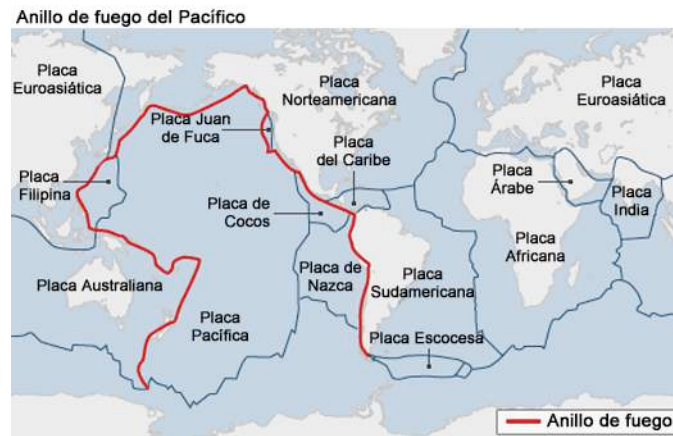 Anillo de fuego del Pacífico
Placa
Euroasiática
Placa
Norteamericana
Placa
Euroasiática
Placa Juan
de Fuca
Placa
del Caribe
Placa
Filipina
Placa
Árabe
Placa
India
Placa de
Cocos
Placa
Africana
Placa Australiana
Placa de
Nazca
Placa
Sudamericana
Placa
Pacífica
Placa Escocesa
Anillo de fuego